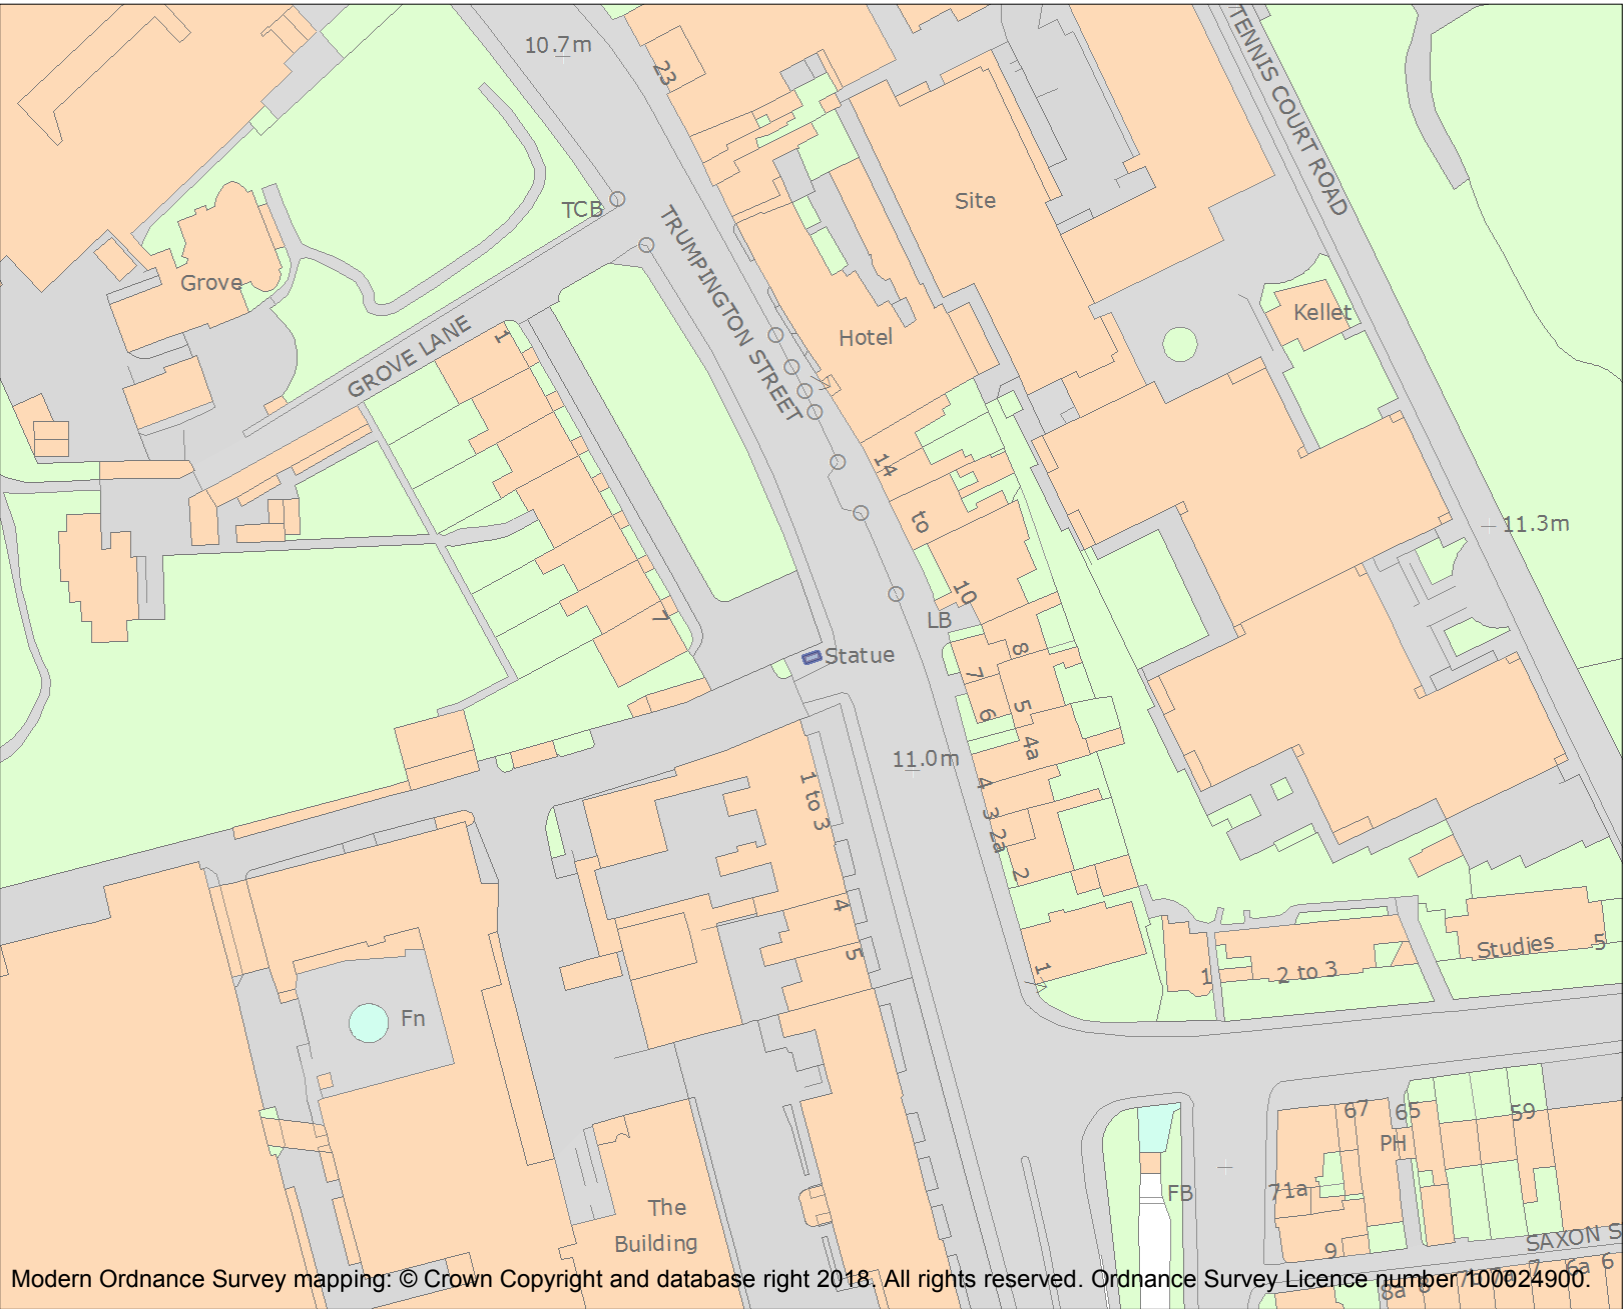 10.7m
23
TENNIS COURT ROAD
TCB
TRUMPINGTON STREET
Site
Grove
GROVE LANE
1
Hotel
Kellet
14
to
10
11.3m
7
LB
Statue
8
7
6
5
4a
11.0m
4
3
2a
2
1 to 3
4
5
1
1
2 to 3
Studies
5
Fn
67
65
59
PH
FB
71a
The
Building
9
SAXON S
7
6a
6
8a
Modern Ordnance Survey mapping: © Crown Copyright and database right 2018. All rights reserved. Ordnance Survey Licence number 100024900.